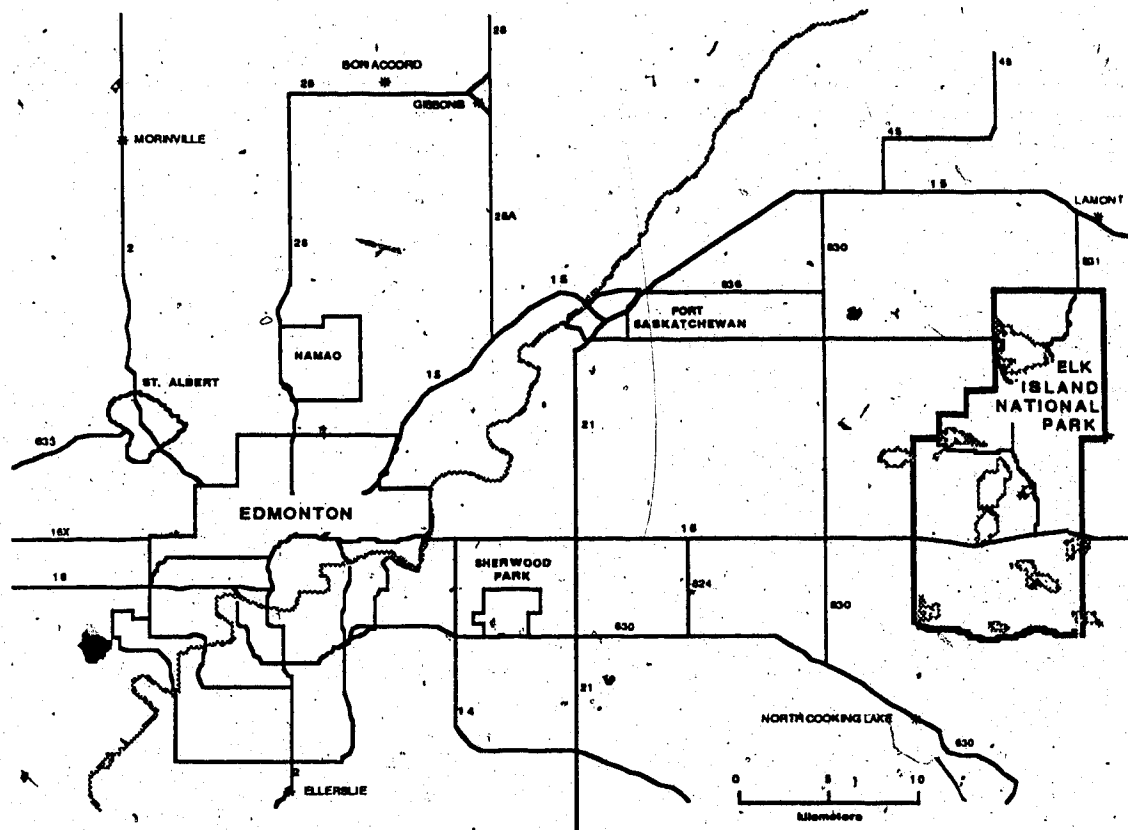 28
BON ACCORD
28
GIBBONS
45
45
MORINVILLE
15
LAMONT
28A
2
28
830
831
15
836
FORT
SASKATCHEWAN
NAMAO
15
ST. ALBERT
ELK
ISLAND
NATIONAL
PARK
633
21
EDMONTON
16X
16
SHERWOOD
PARK
16
824
830
630
21
14
NORTH COOKING LAKE
630
2
ELLERSLIE
0 5 10
kilometers